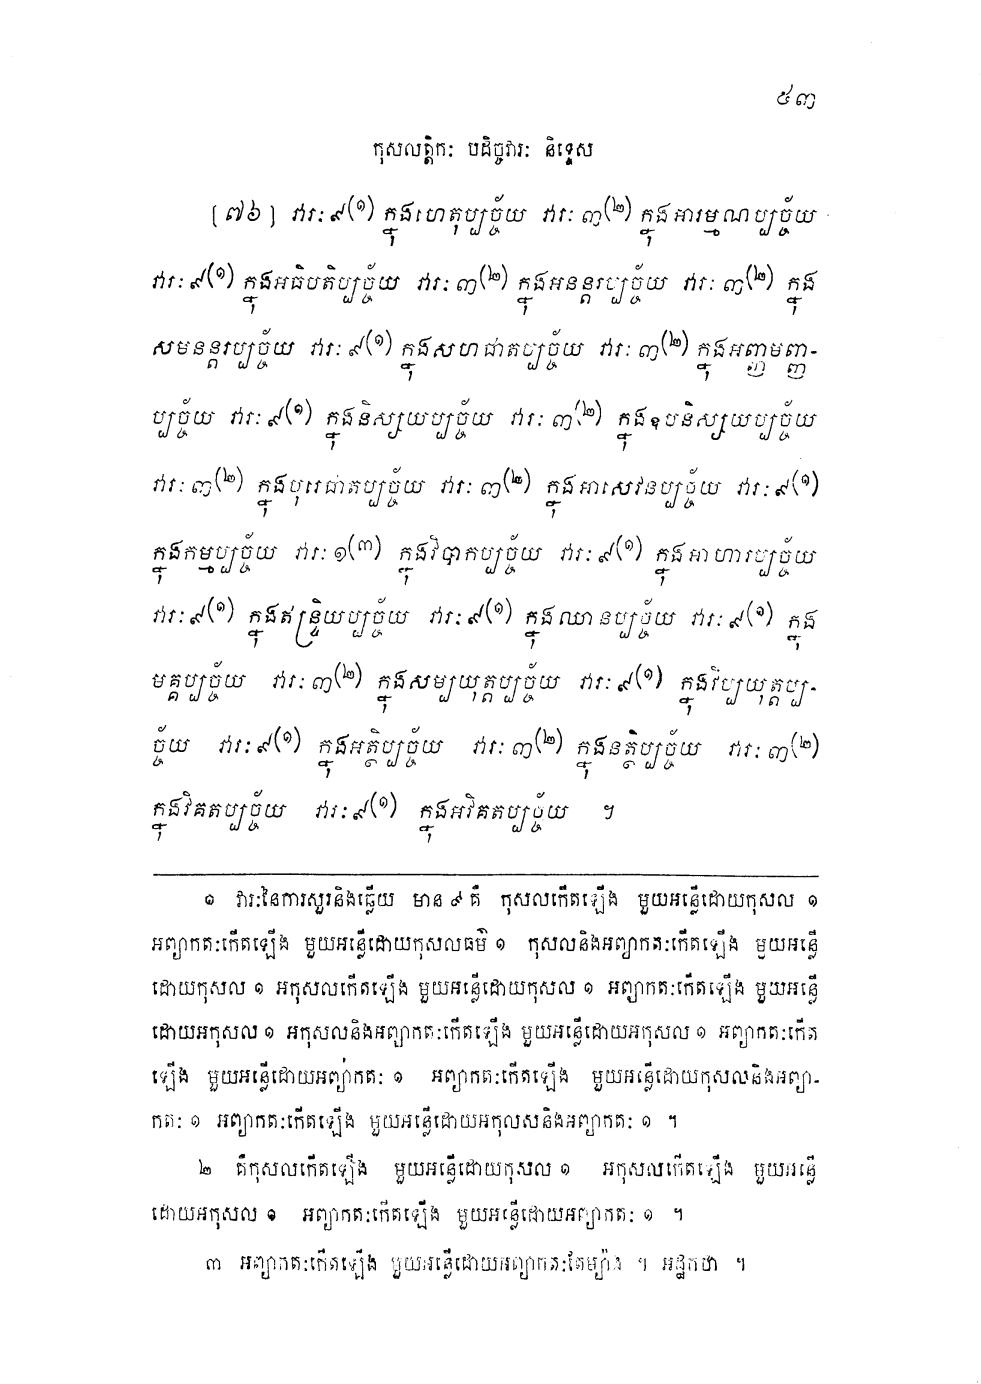 ៥៣
កុសលត្តិកៈ បដិច្ចវារៈ និទ្ទេស
[៧៦] វារៈ៩(១) ក្នុងហេតុប្បច្ច័យ វារៈ ៣(២) ក្នុងអារម្មណប្បច្ច័យ
វារៈ ៩(១) ក្នុងអធិបតិប្បច្ច័យ វារៈ ៣(២) ក្នុងអនន្តរប្បច្ច័យ វារៈ ៣(២) ក្នុង
សមនន្តរប្បច្ច័យ វារៈ ៩(១) ក្នុងសហជាតប្បច្ច័យ វារៈ ៣(២) ក្នុងអញ្ញាមញ្ញ-
ប្បច្ច័យ វារៈ៩(១) ក្នុងនិស្សយប្បច្ច័យ វារៈ ៣(២) ក្នុងឧបនិស្សយប្បច្ច័យ
វារៈ ៣(២) ក្នុងបុរេជាតប្បច្ច័យ វារៈ ៣(២) ក្នុងអាសេវនប្បច្ច័យ វារៈ៩(១)
ក្នុងកម្មប្បច្ច័យ វារៈ ១(៣) ក្នុងវិបាកប្បច្ច័យ វារៈ៩(១) ក្នុងអាហារប្បច្ច័យ
វារៈ៩(១) ក្នុងឥន្ទ្រិយប្បច្ច័យ វារៈ៩(១) ក្នុងឈានប្បច្ច័យ វារៈ៩(១) ក្នុង
មគ្គប្បច្ច័យ វារៈ៣(២) ក្នុងសម្បយុត្តប្បច្ច័យ វារៈ៩(១) ក្នុងវិប្បយុត្តប្ប-
ច្ច័យ វារៈ៩(១) ក្នុងអត្ថិប្បច្ច័យ វារៈ ៣(២) ក្នុងនត្ថិប្បច្ច័យ វារៈ ៣(២)
ក្នុងវិគតប្បច្ច័យ វារៈ៩(១) ក្នុងអវិគតប្បច្ច័យ ។
១ វារៈនៃការសួរនិងឆ្លើយ មាន ៩ គឺ កុសលកើតឡើង មួយអន្លើដោយកុសល ១
អព្យាកតៈកើតឡើង មួយអន្លើដោយកុសលធម៌ ១ កុសលនិងអព្យាកតៈកើតឡើង មួយអន្លើ
ដោយកុសល ១ អកុសលកើតឡើង មួយអន្លើដោយកុសល ១ អព្យាកតៈកើតឡើង មួយអន្លើ
ដោយអកុសល ១ អកុសលនិងអព្យាកតៈកើតឡើង មួយអន្លើដោយអកុសល ១ អព្យាកតៈកើត
ឡើង មួយអន្លើដោយអព្យាកតៈ ១ អព្យាកតៈកើតឡើង មួយអន្លើដោយកុសលនិងអព្យា-
កតៈ ១ អព្យាកតៈកើតឡើង មួយអន្លើដោយអកុលសនិងអព្យាកតៈ ១ ។
២ គឺកុសលកើតឡើង មួយអន្លើដោយកុសល ១ អកុសលកើតឡើង មួយអន្លើ
ដោយអកុសល ១ អព្យាកតៈកើតឡើង មួយអន្លើដោយអព្យាកតៈ ១ ។
៣ អព្យាកតៈកើតឡើង មួយអន្លើដោយអព្យាកតៈតែម្យ៉ាង ។ អដ្ឋកថា ។